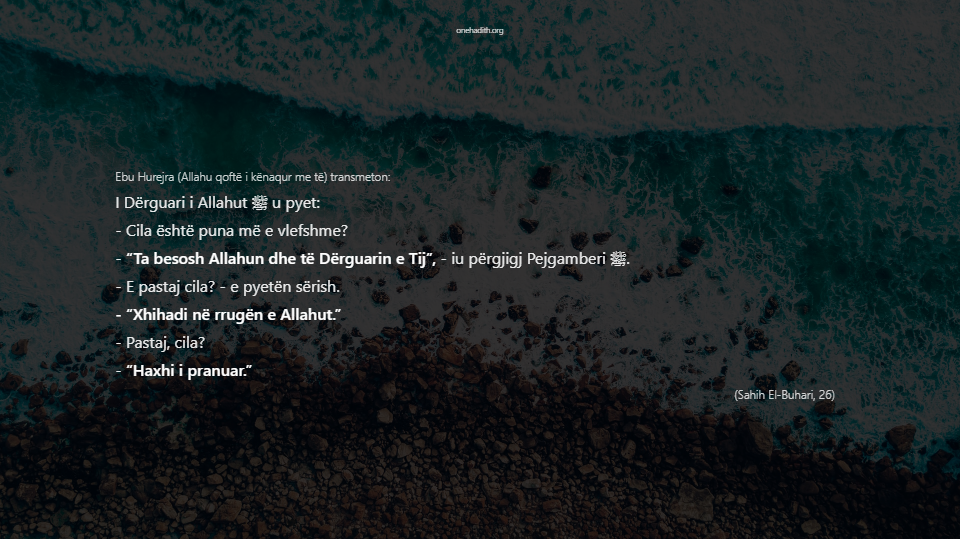 onehadith.org
Ebu Hurejra (Allahu qoftë i kënaqur me të) transmeton:
I Dërguari i Allahut ﷺ u pyet:
- Cila është puna më e vlefshme?
- “Ta besosh Allahun dhe të Dërguarin e Tij”, - iu përgjigj Pejgamberi ﷺ.
- E pastaj cila? - e pyetën sërish.
- “Xhihadi në rrugën e Allahut.”
- Pastaj, cila?
- “Haxhi i pranuar.”
(Sahih El-Buhari, 26)